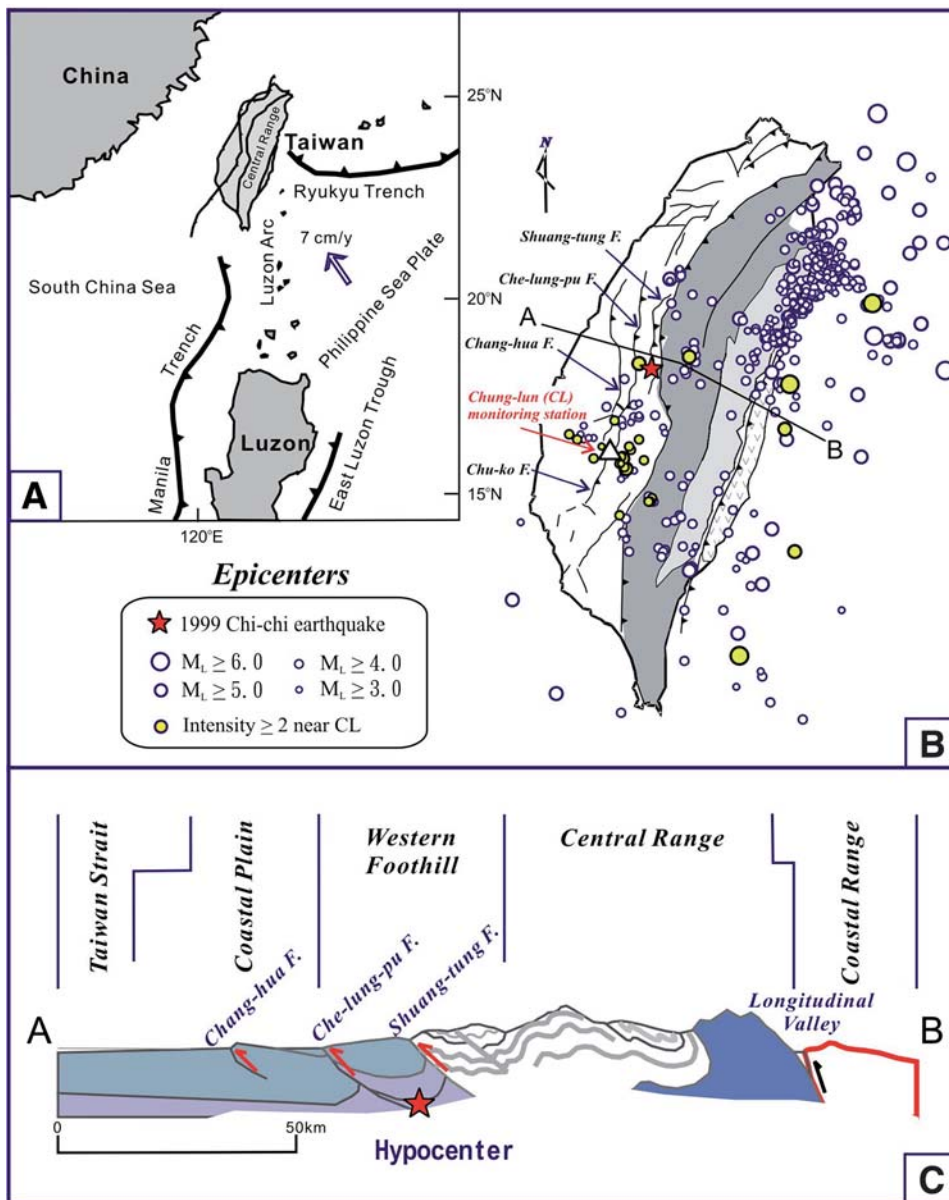 China
25°N
Central Range
Taiwan
Ryukyu Trench
Luzon Arc
7 cm/y
South China Sea
Philippine Sea Plate
20°N
Trench
Manila
Luzon
East Luzon Trough
15°N
A
120°E
N
Shuang-tung F.
Che-lung-pu F.
A
Chang-hua F.
Chung-lun (CL)
monitoring station
B
Chu-ko F.
Epicenters
1999 Chi-chi earthquake
M_L ≥ 6.0
M_L ≥ 4.0
M_L ≥ 5.0
M_L ≥ 3.0
Intensity ≥ 2 near CL
B
Taiwan Strait
Coastal Plain
Western
Foothill
Central Range
Coastal Range
Chang-hua F.
Che-lung-pu F.
Shuang-tung F.
Longitudinal
Valley
A
B
0
50km
Hypocenter
C